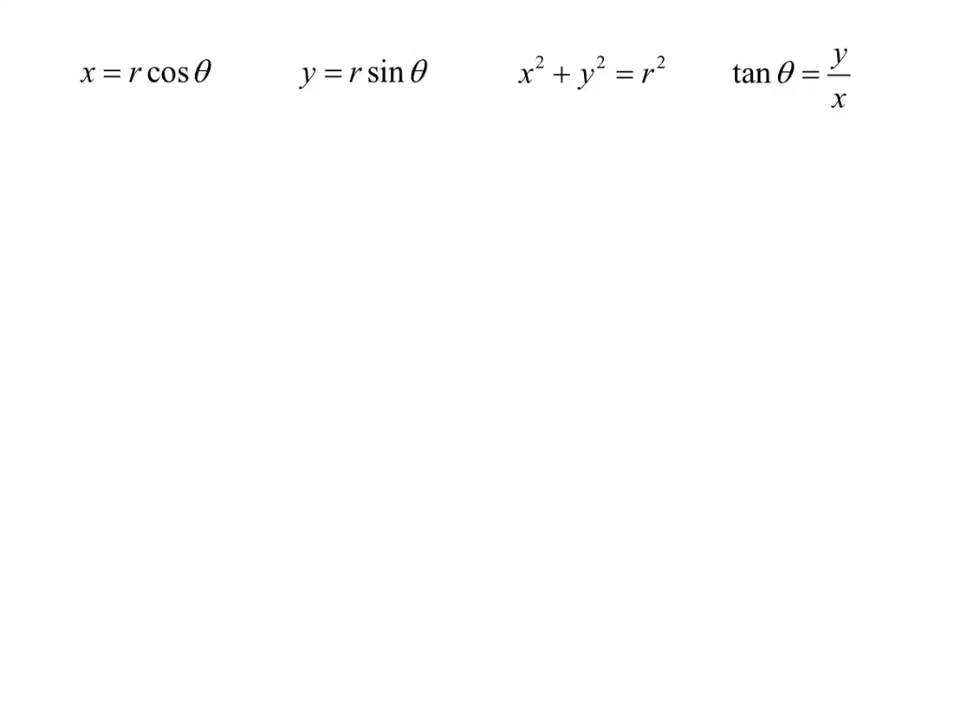 x = r cos θ y = r sin θ x² + y² = r² tan θ = y/x